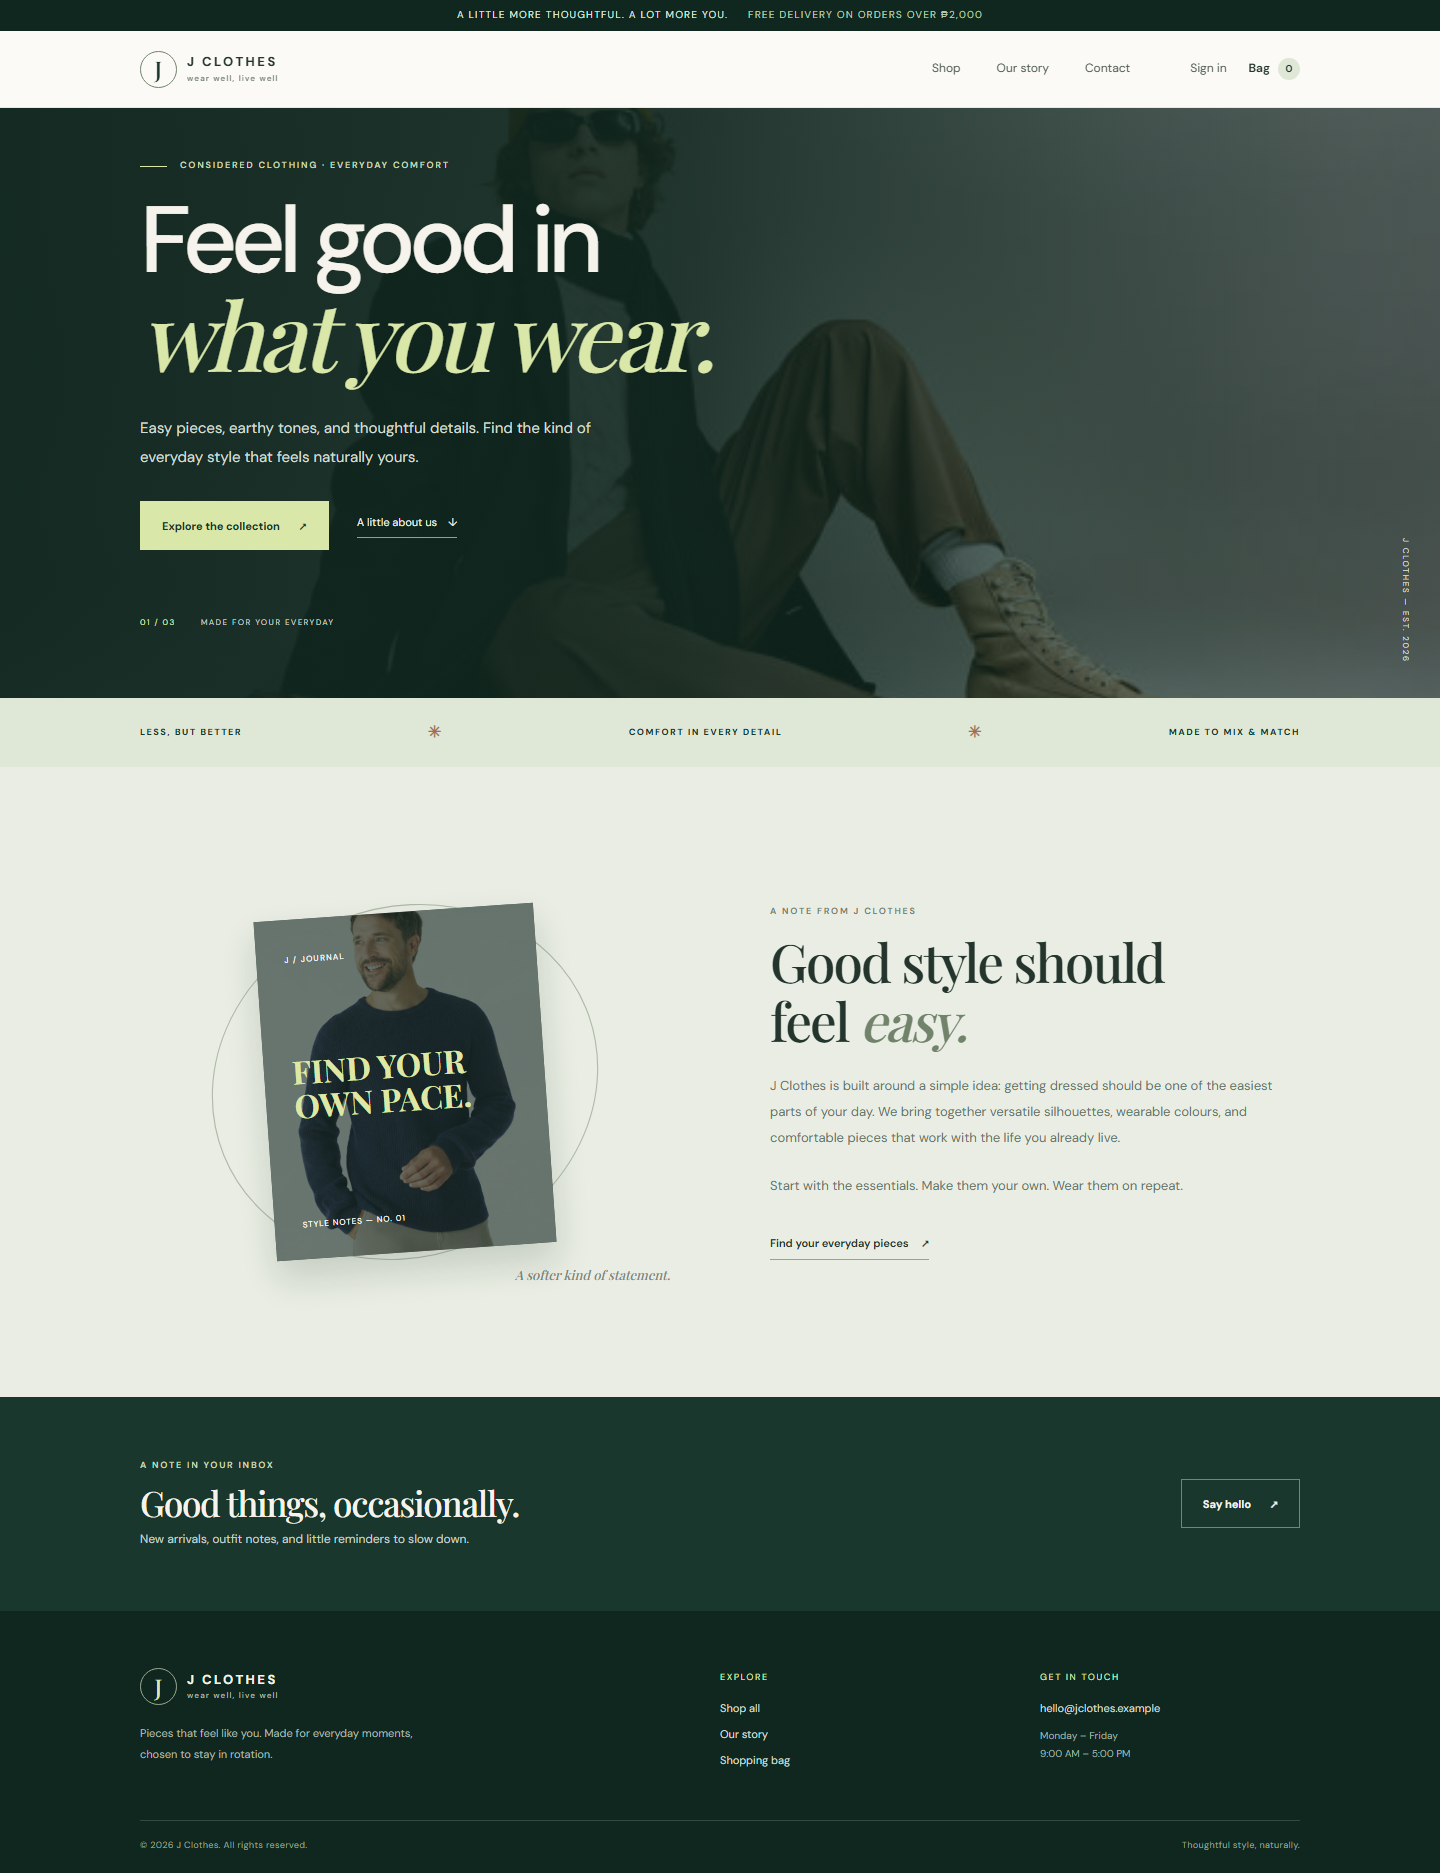 A LITTLE MORE THOUGHTFUL. A LOT MORE YOU. FREE DELIVERY ON ORDERS OVER ₱2,000
J
J CLOTHES
wear well, live well
Shop Our story Contact Sign in Bag 0
CONSIDERED CLOTHING · EVERYDAY COMFORT
Feel good in
what you wear.
Easy pieces, earthy tones, and thoughtful details. Find the kind of
everyday style that feels naturally yours.
Explore the collection ↗ A little about us ↓
01 / 03 MADE FOR YOUR EVERYDAY
J CLOTHES — EST. 2026
LESS, BUT BETTER ✳ COMFORT IN EVERY DETAIL ✳ MADE TO MIX & MATCH
J / JOURNAL
FIND YOUR
OWN PACE.
STYLE NOTES — NO. 01
A softer kind of statement.
A NOTE FROM J CLOTHES
Good style should
feel easy.
J Clothes is built around a simple idea: getting dressed should be one of the easiest
parts of your day. We bring together versatile silhouettes, wearable colours, and
comfortable pieces that work with the life you already live.
Start with the essentials. Make them your own. Wear them on repeat.
Find your everyday pieces ↗
A NOTE IN YOUR INBOX
Good things, occasionally.
New arrivals, outfit notes, and little reminders to slow down.
Say hello ↗
J
J CLOTHES
wear well, live well
Pieces that feel like you. Made for everyday moments,
chosen to stay in rotation.
EXPLORE
Shop all
Our story
Shopping bag
GET IN TOUCH
hello@jclothes.example
Monday – Friday
9:00 AM – 5:00 PM
© 2026 J Clothes. All rights reserved.
Thoughtful style, naturally.